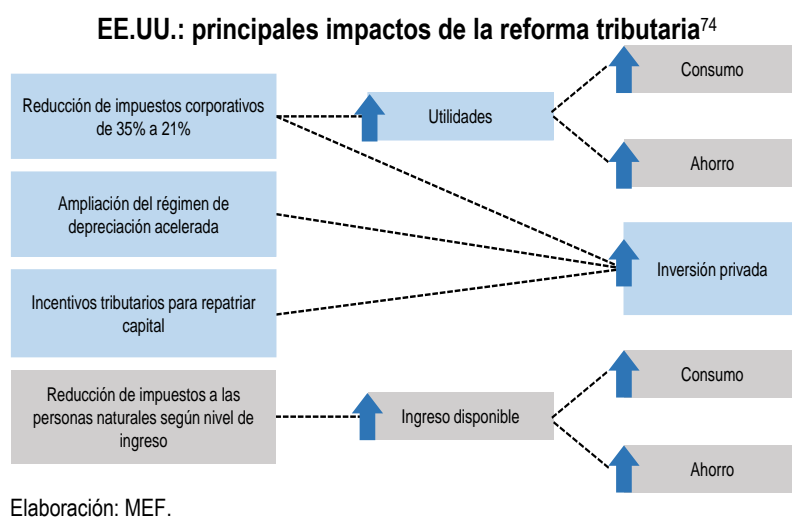 EE.UU.: principales impactos de la reforma tributaria74
Reducción de impuestos corporativos
de 35% a 21%
Utilidades
Consumo
Ahorro
Ampliación del régimen de
depreciación acelerada
Inversión privada
Incentivos tributarios para repatriar
capital
Reducción de impuestos a las
personas naturales según nivel de
ingreso
Ingreso disponible
Consumo
Ahorro
Elaboración: MEF.